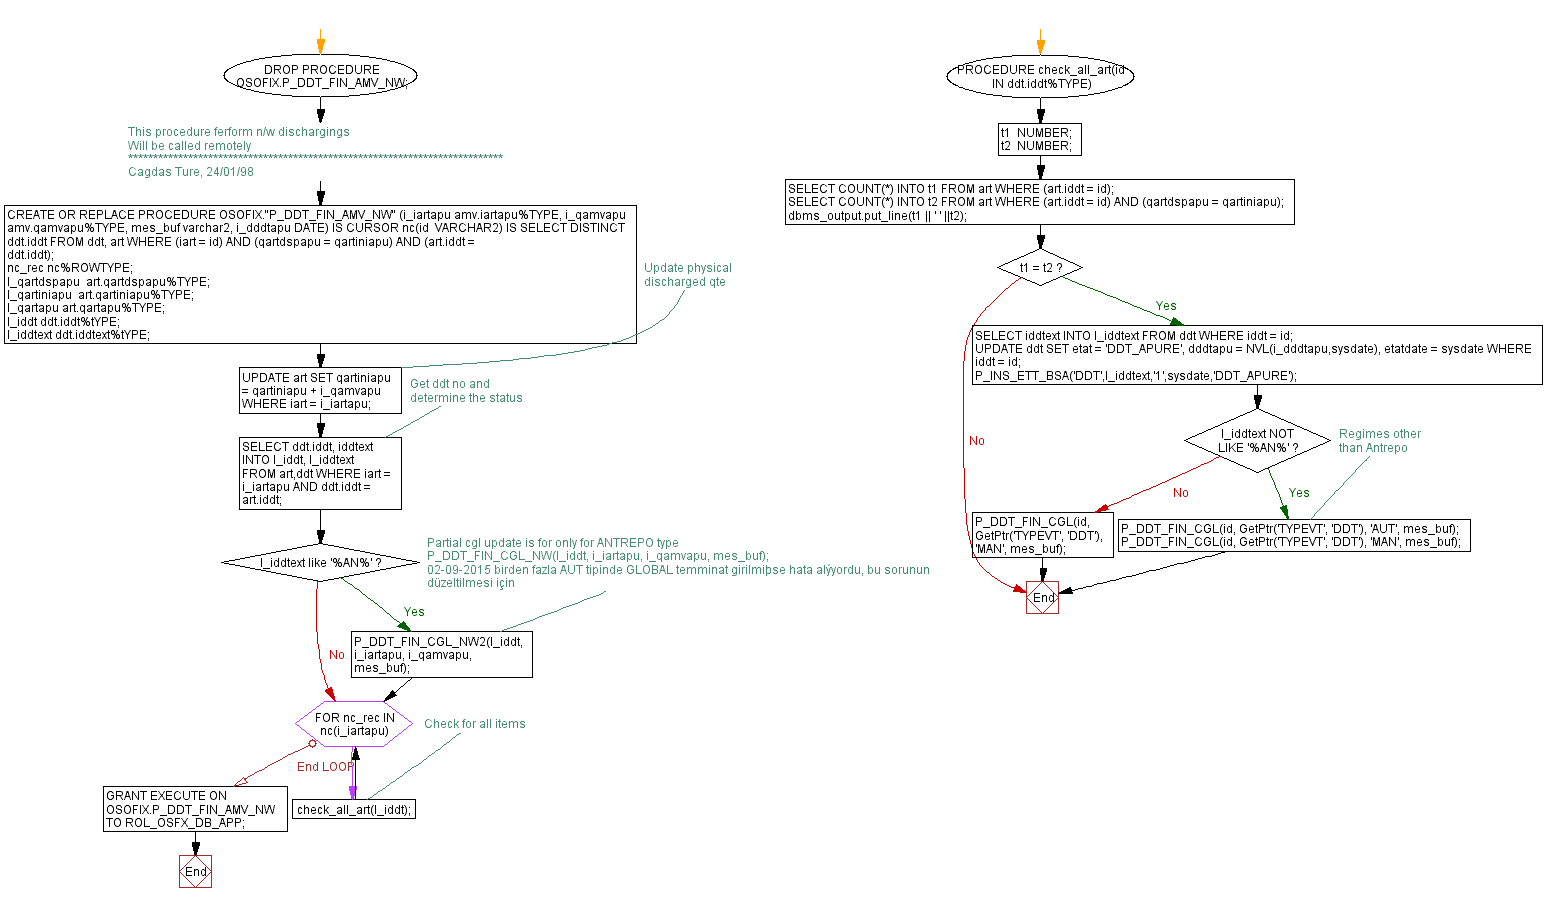 DROP PROCEDURE
OSOFIX.P_DDT_FIN_AMV_NW;
This procedure ferform n/w dischargings
Will be called remotely
***************************************************************************
Cagdas Ture, 24/01/98
CREATE OR REPLACE PROCEDURE OSOFIX."P_DDT_FIN_AMV_NW" (i_iartapu amv.iartapu%TYPE, i_qamvapu
amv.qamvapu%TYPE, mes_buf varchar2, i_dddtapu DATE) IS CURSOR nc(id  VARCHAR2) IS SELECT DISTINCT
ddt.iddt FROM ddt, art WHERE (iart = id) AND (qartdspapu = qartiniapu) AND (art.iddt =
ddt.iddt);
nc_rec nc%ROWTYPE;
l_qartdspapu  art.qartdspapu%TYPE;
l_qartiniapu  art.qartiniapu%TYPE;
l_qartapu art.qartapu%TYPE;
l_iddt ddt.iddt%tYPE;
l_iddtext ddt.iddtext%tYPE;
Update physical
discharged qte
UPDATE art SET qartiniapu
= qartiniapu + i_qamvapu
WHERE iart = i_iartapu;
Get ddt no and
determine the status
SELECT ddt.iddt, iddtext
INTO l_iddt, l_iddtext
FROM art,ddt WHERE iart =
i_iartapu AND ddt.iddt =
art.iddt;
l_iddtext like '%AN%' ?
Partial cgl update is for only for ANTREPO type
P_DDT_FIN_CGL_NW(l_iddt, i_iartapu, i_qamvapu, mes_buf);
02-09-2015 birden fazla AUT tipinde GLOBAL temminat girilmiþse hata alýyordu, bu sorunun
düzeltilmesi için
Yes
P_DDT_FIN_CGL_NW2(l_iddt,
i_iartapu, i_qamvapu,
mes_buf);
No
FOR nc_rec IN
nc(i_iartapu)
Check for all items
End LOOP
GRANT EXECUTE ON
OSOFIX.P_DDT_FIN_AMV_NW
TO ROL_OSFX_DB_APP;
check_all_art(l_iddt);
End
PROCEDURE check_all_art(id
IN ddt.iddt%TYPE)
t1  NUMBER;
t2  NUMBER;
SELECT COUNT(*) INTO t1 FROM art WHERE (art.iddt = id);
SELECT COUNT(*) INTO t2 FROM art WHERE (art.iddt = id) AND (qartdspapu = qartiniapu);
dbms_output.put_line(t1 || ' ' ||t2);
t1 = t2 ?
Yes
SELECT iddtext INTO l_iddtext FROM ddt WHERE iddt = id;
UPDATE ddt SET etat = 'DDT_APURE', dddtapu = NVL(i_dddtapu,sysdate), etatdate = sysdate WHERE
iddt = id;
P_INS_ETT_BSA('DDT',l_iddtext,'1',sysdate,'DDT_APURE');
No
l_iddtext NOT
LIKE '%AN%' ?
Regimes other
than Antrepo
No
Yes
P_DDT_FIN_CGL(id,
GetPtr('TYPEVT', 'DDT'),
'MAN', mes_buf);
P_DDT_FIN_CGL(id, GetPtr('TYPEVT', 'DDT'), 'AUT', mes_buf);
P_DDT_FIN_CGL(id, GetPtr('TYPEVT', 'DDT'), 'MAN', mes_buf);
End